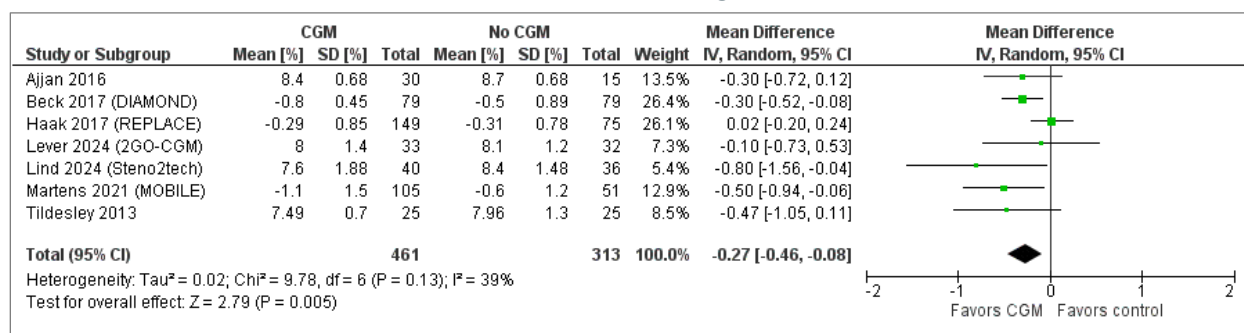 CGM No CGM Mean Difference Mean Difference
Study or Subgroup Mean [%] SD [%] Total Mean [%] SD [%] Total Weight IV, Random, 95% CI IV, Random, 95% CI
Ajjan 2016 8.4 0.68 30 8.7 0.68 15 13.5% -0.30 [-0.72, 0.12]
Beck 2017 (DIAMOND) -0.8 0.45 79 -0.5 0.89 79 26.4% -0.30 [-0.52, -0.08]
Haak 2017 (REPLACE) -0.29 0.85 149 -0.31 0.78 75 26.1% 0.02 [-0.20, 0.24]
Lever 2024 (2GO-CGM) 8 1.4 33 8.1 1.2 32 7.3% -0.10 [-0.73, 0.53]
Lind 2024 (Steno2tech) 7.6 1.88 40 8.4 1.48 36 5.4% -0.80 [-1.56, -0.04]
Martens 2021 (MOBILE) -1.1 1.5 105 -0.6 1.2 51 12.9% -0.50 [-0.94, -0.06]
Tildesley 2013 7.49 0.7 25 7.96 1.3 25 8.5% -0.47 [-1.05, 0.11]
Total (95% CI) 461 313 100.0% -0.27 [-0.46, -0.08]
Heterogeneity: Tau² = 0.02; Chi² = 9.78, df = 6 (P = 0.13); I² = 39%
Test for overall effect: Z = 2.79 (P = 0.005)
-2 -1 0 1 2
Favors CGM Favors control